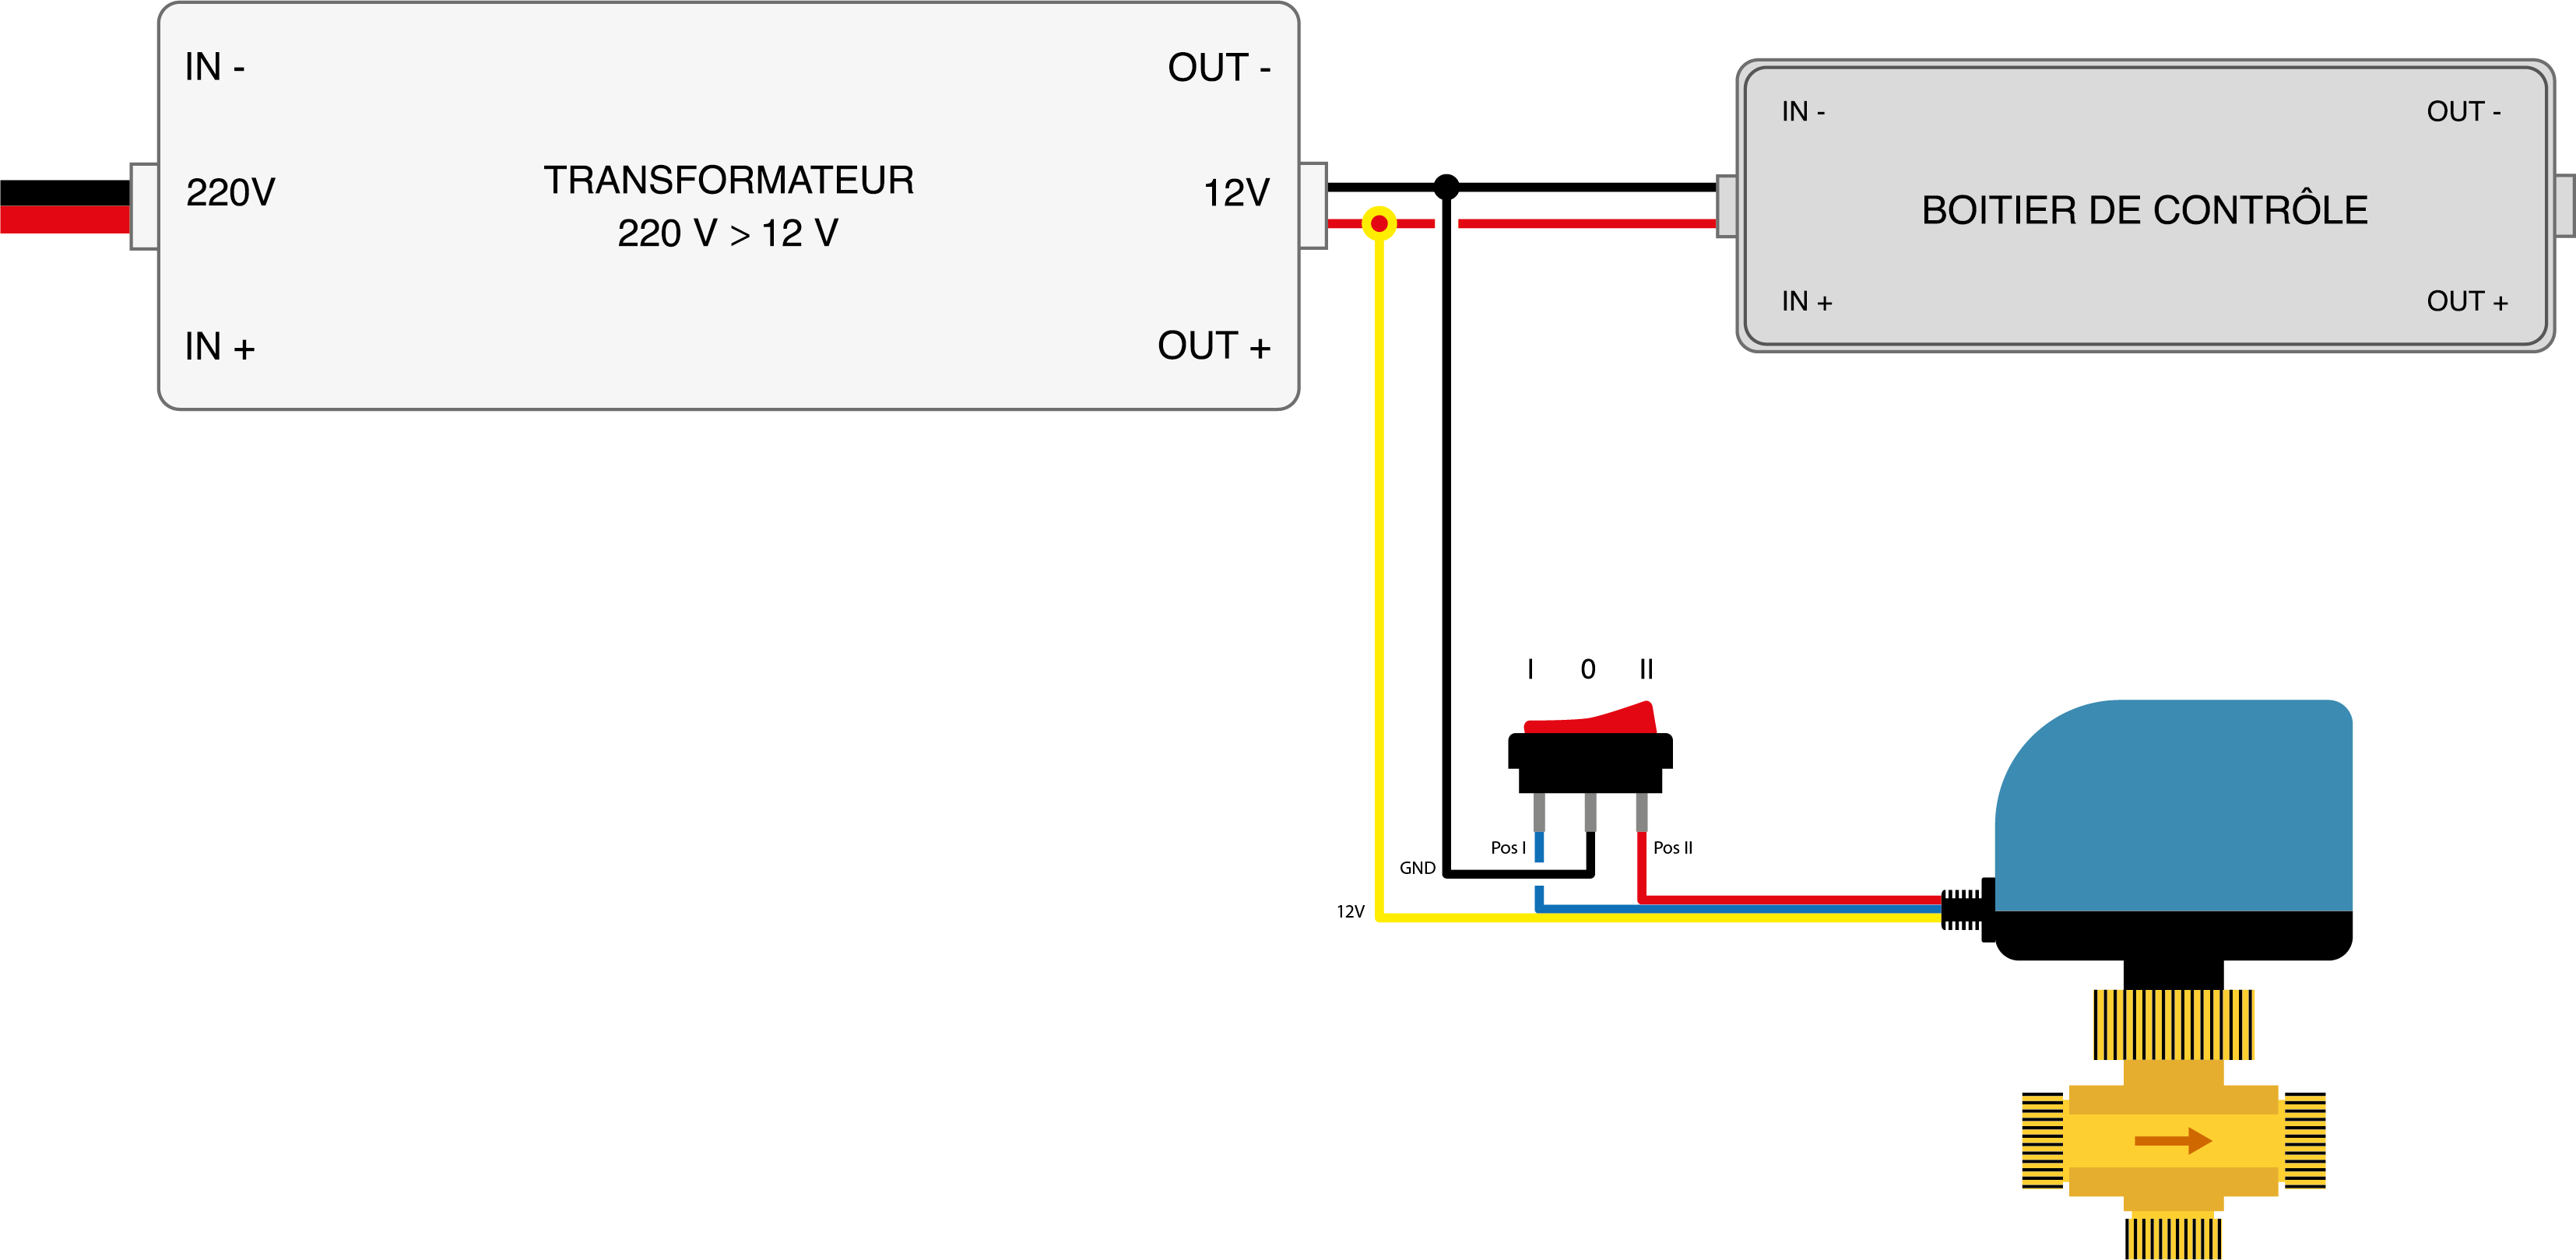 IN -
OUT -
220V
TRANSFORMATEUR
220 V > 12 V
12V
IN +
OUT +
IN -
OUT -
BOITIER DE CONTRÔLE
IN +
OUT +
I 0 II
Pos I
Pos II
GND
12V